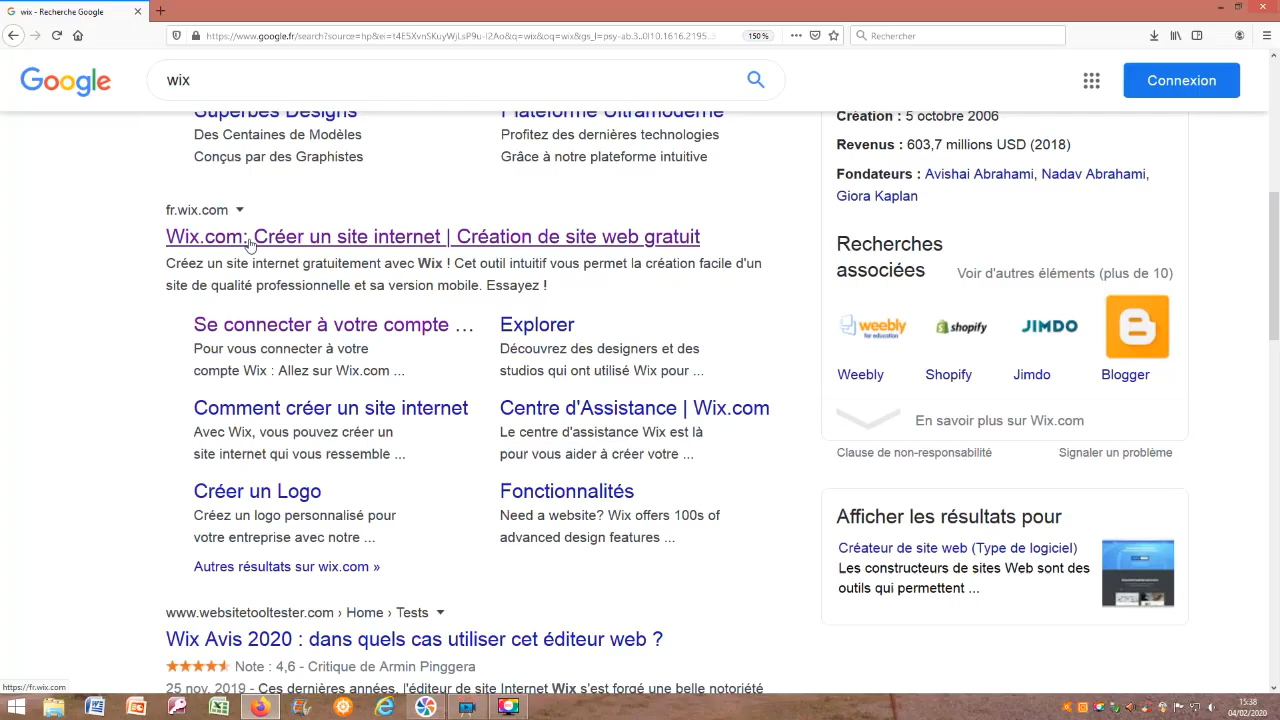 wix - Recherche Google
https://www.google.fr/search?source=hp&ei=t4E5XvnSKuyWjLsP9u-I2Ao&q=wix&oq=wix&gs_l=psy-ab.3..0l10.1616.2195..
150 %
Rechercher
Google
wix
Connexion
Superbes Designs
Des Centaines de Modèles
Conçus par des Graphistes
Plateforme Ultramoderne
Profitez des dernières technologies
Grâce à notre plateforme intuitive
fr.wix.com
Wix.com: Créer un site internet | Création de site web gratuit
Créez un site internet gratuitement avec Wix ! Cet outil intuitif vous permet la création facile d'un
site de qualité professionnelle et sa version mobile. Essayez !
Se connecter à votre compte ...
Pour vous connecter à votre
compte Wix : Allez sur Wix.com ...
Explorer
Découvrez des designers et des
studios qui ont utilisé Wix pour ...
Comment créer un site internet
Avec Wix, vous pouvez créer un
site internet qui vous ressemble ...
Centre d'Assistance | Wix.com
Le centre d'assistance Wix est là
pour vous aider à créer votre ...
Créer un Logo
Créez un logo personnalisé pour
votre entreprise avec notre ...
Fonctionnalités
Need a website? Wix offers 100s of
advanced design features ...
Autres résultats sur wix.com »
www.websitetooltester.com › Home › Tests
Wix Avis 2020 : dans quels cas utiliser cet éditeur web ?
Note : 4,6 - Critique de Armin Pinggera
25 nov. 2019 - Ces dernières années, l'éditeur de site Internet Wix s'est forgé une belle notoriété
Création : 5 octobre 2006
Revenus : 603,7 millions USD (2018)
Fondateurs : Avishai Abrahami, Nadav Abrahami,
Giora Kaplan
Recherches
associées
Voir d'autres éléments (plus de 10)
weebly
for education
shopify
JIMDO
Weebly
Shopify
Jimdo
Blogger
En savoir plus sur Wix.com
Clause de non-responsabilité
Signaler un problème
Afficher les résultats pour
Créateur de site web (Type de logiciel)
Les constructeurs de sites Web sont des
outils qui permettent ...
https://fr.wix.com
15:38
04/02/2020